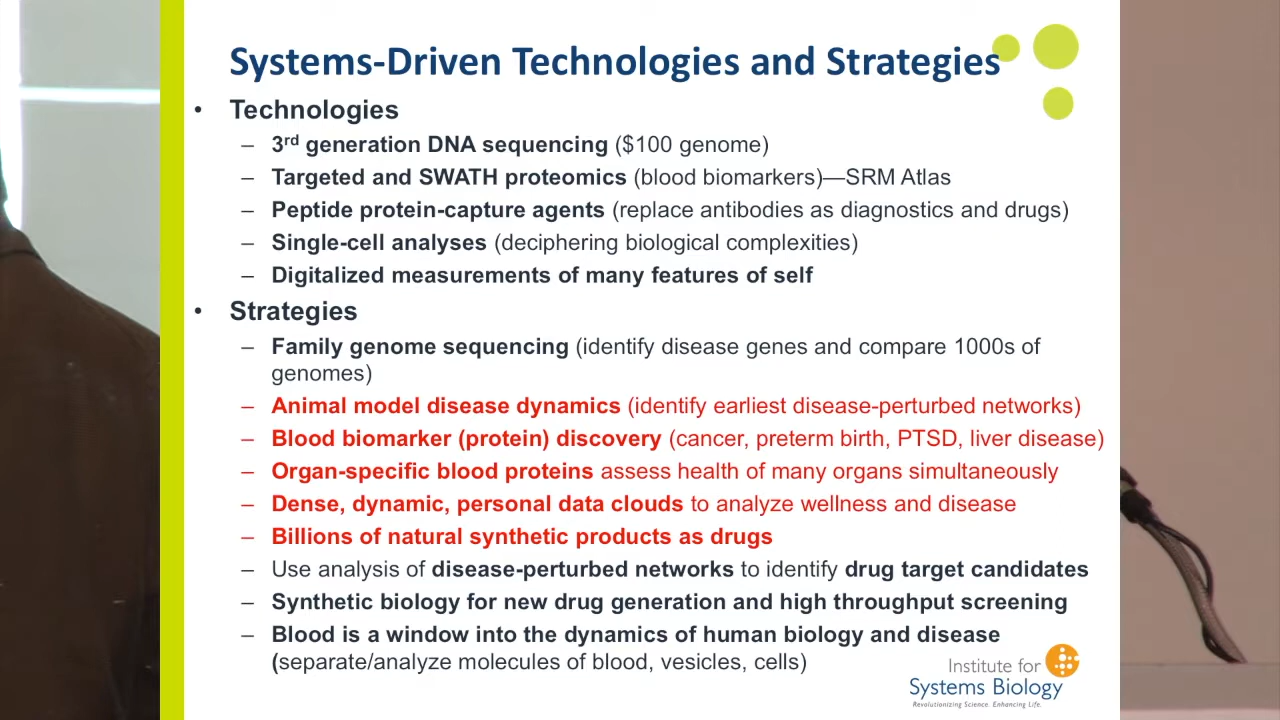 Systems-Driven Technologies and Strategies
• Technologies
– 3rd generation DNA sequencing ($100 genome)
– Targeted and SWATH proteomics (blood biomarkers)—SRM Atlas
– Peptide protein-capture agents (replace antibodies as diagnostics and drugs)
– Single-cell analyses (deciphering biological complexities)
– Digitalized measurements of many features of self
• Strategies
– Family genome sequencing (identify disease genes and compare 1000s of
genomes)
– Animal model disease dynamics (identify earliest disease-perturbed networks)
– Blood biomarker (protein) discovery (cancer, preterm birth, PTSD, liver disease)
– Organ-specific blood proteins assess health of many organs simultaneously
– Dense, dynamic, personal data clouds to analyze wellness and disease
– Billions of natural synthetic products as drugs
– Use analysis of disease-perturbed networks to identify drug target candidates
– Synthetic biology for new drug generation and high throughput screening
– Blood is a window into the dynamics of human biology and disease
(separate/analyze molecules of blood, vesicles, cells)
Institute for
Systems Biology
Revolutionizing Science. Enhancing Life.